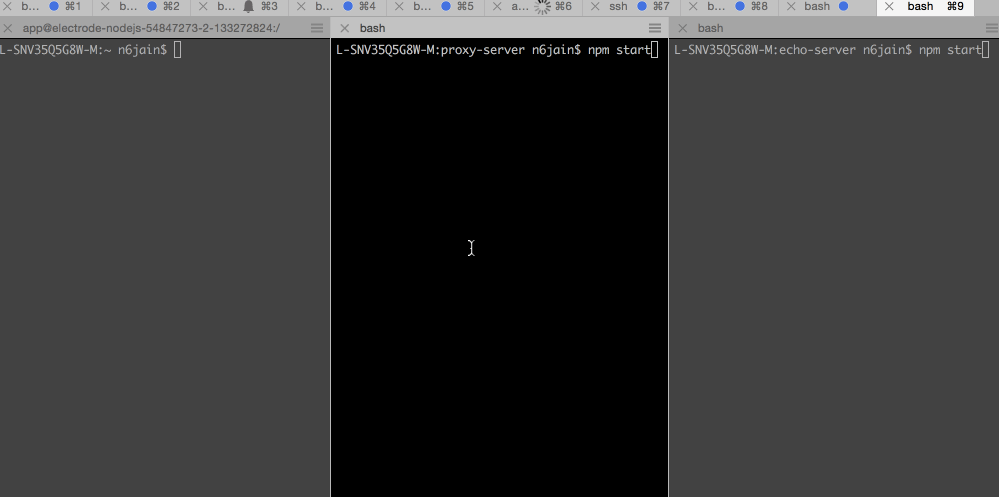 b... ⌘1 b... ⌘2 b... ⌘3 b... ⌘4 b... ⌘5 a... ⌘6 ssh ⌘7 b... ⌘8 bash bash ⌘9
app@electrode-nodejs-54847273-2-133272824:/
bash
bash
L-SNV35Q5G8W-M:~ n6jain$
L-SNV35Q5G8W-M:proxy-server n6jain$ npm start
L-SNV35Q5G8W-M:echo-server n6jain$ npm start